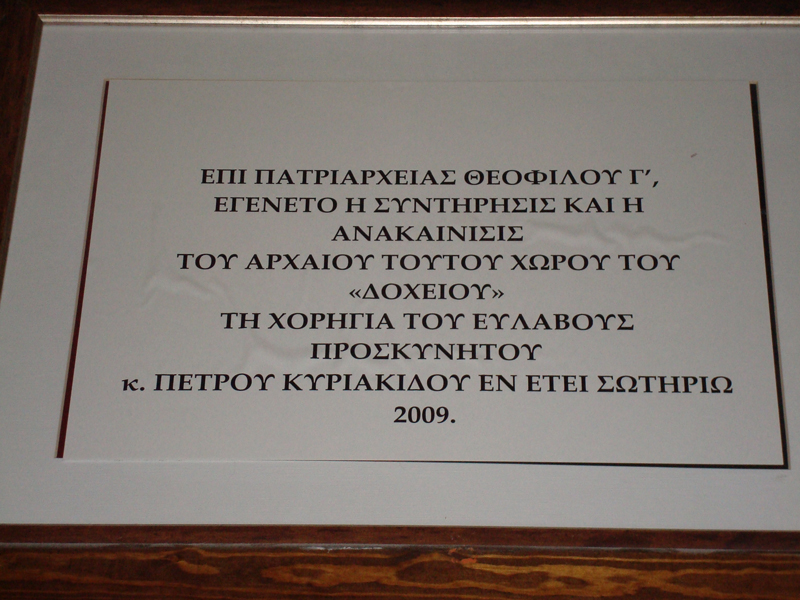 ΕΠΙ ΠΑΤΡΙΑΡΧΕΙΑΣ ΘΕΟΦΙΛΟΥ Γ’,
ΕΓΕΝΕΤΟ Η ΣΥΝΤΗΡΗΣΙΣ ΚΑΙ Η
ΑΝΑΚΑΙΝΙΣΙΣ
ΤΟΥ ΑΡΧΑΙΟΥ ΤΟΥΤΟΥ ΧΩΡΟΥ ΤΟΥ
«ΔΟΧΕΙΟΥ»
ΤΗ ΧΟΡΗΓΙΑ ΤΟΥ ΕΥΛΑΒΟΥΣ
ΠΡΟΣΚΥΝΗΤΟΥ
κ. ΠΕΤΡΟΥ ΚΥΡΙΑΚΙΔΟΥ ΕΝ ΕΤΕΙ ΣΩΤΗΡΙΩ
2009.